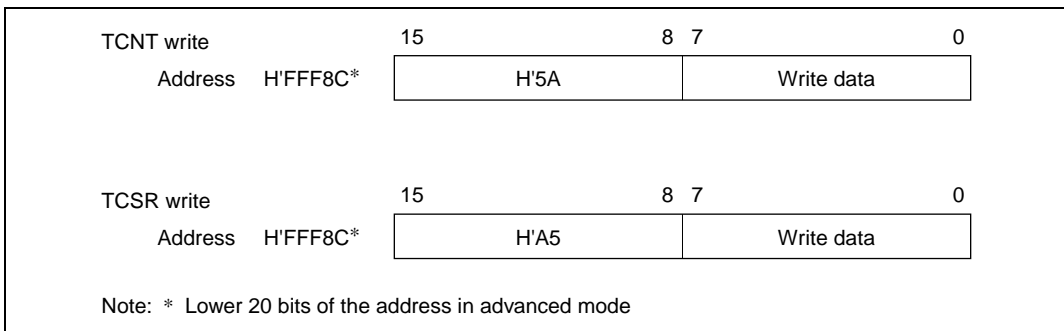 TCNT write 15 8 7 0
Address H'FFF8C* H'5A Write data
TCSR write 15 8 7 0
Address H'FFF8C* H'A5 Write data
Note: * Lower 20 bits of the address in advanced mode